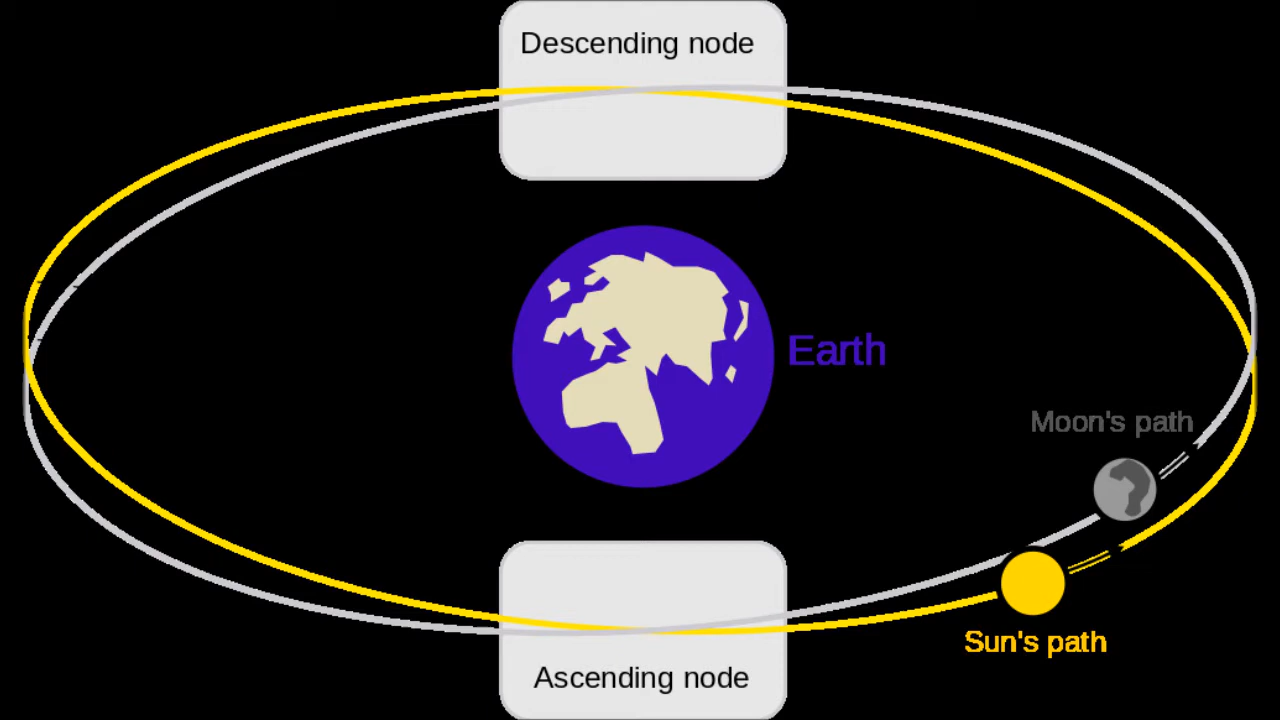 Descending node
Earth
Moon's path
Sun's path
Ascending node